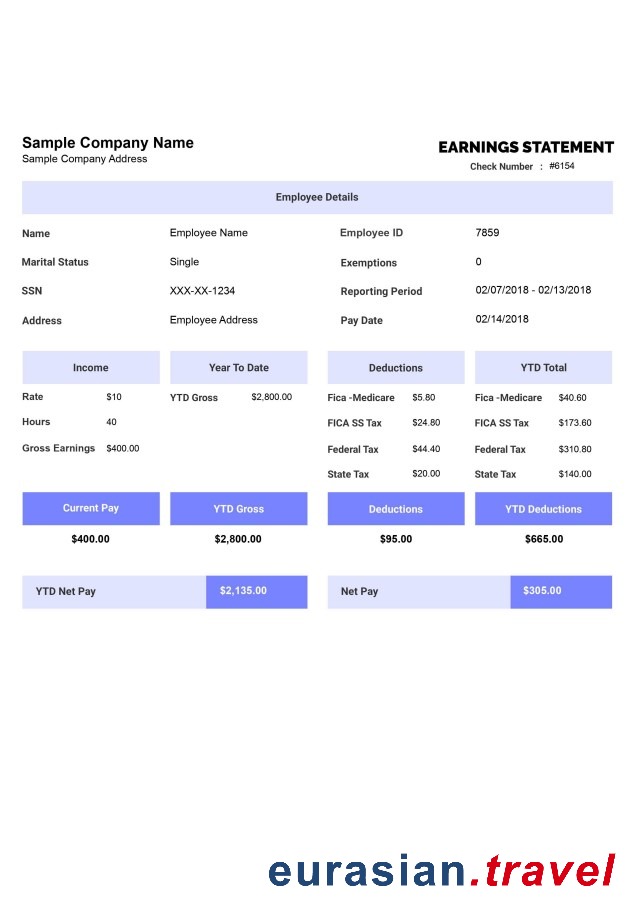 Sample Company Name
Sample Company Address
EARNINGS STATEMENT
Check Number : #6154
Employee Details
Name Employee Name Employee ID 7859
Marital Status Single Exemptions 0
SSN XXX-XX-1234 Reporting Period 02/07/2018 - 02/13/2018
Address Employee Address Pay Date 02/14/2018
Income Year To Date Deductions YTD Total
Rate $10 YTD Gross $2,800.00 Fica -Medicare $5.80 Fica -Medicare $40.60
Hours 40 FICA SS Tax $24.80 FICA SS Tax $173.60
Gross Earnings $400.00 Federal Tax $44.40 Federal Tax $310.80
State Tax $20.00 State Tax $140.00
Current Pay YTD Gross Deductions YTD Deductions
$400.00 $2,800.00 $95.00 $665.00
YTD Net Pay $2,135.00 Net Pay $305.00
eurasian.travel